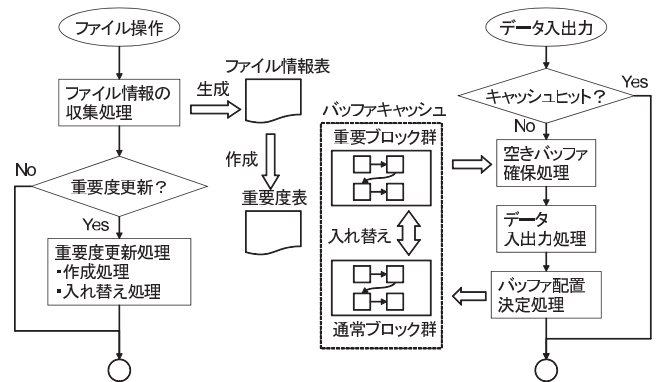 ファイル操作
ファイル情報の
収集処理
重要度更新？
No
Yes
重要度更新処理
・作成処理
・入れ替え処理
生成
ファイル情報表
作成
重要度表
バッファキャッシュ
重要ブロック群
入れ替え
通常ブロック群
データ入出力
キャッシュヒット？
Yes
No
空きバッファ
確保処理
データ
入出力処理
バッファ配置
決定処理